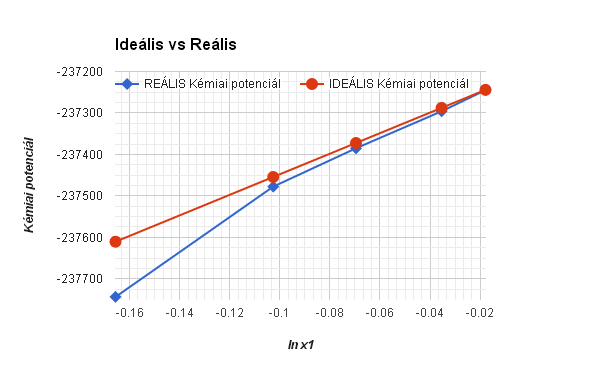 Ideális vs Reális
-237200
REÁLIS Kémiai potenciál IDEÁLIS Kémiai potenciál
-237300
-237400
Kémiai potenciál
-237500
-237600
-237700
-0.16 -0.14 -0.12 -0.1 -0.08 -0.06 -0.04 -0.02
ln x1